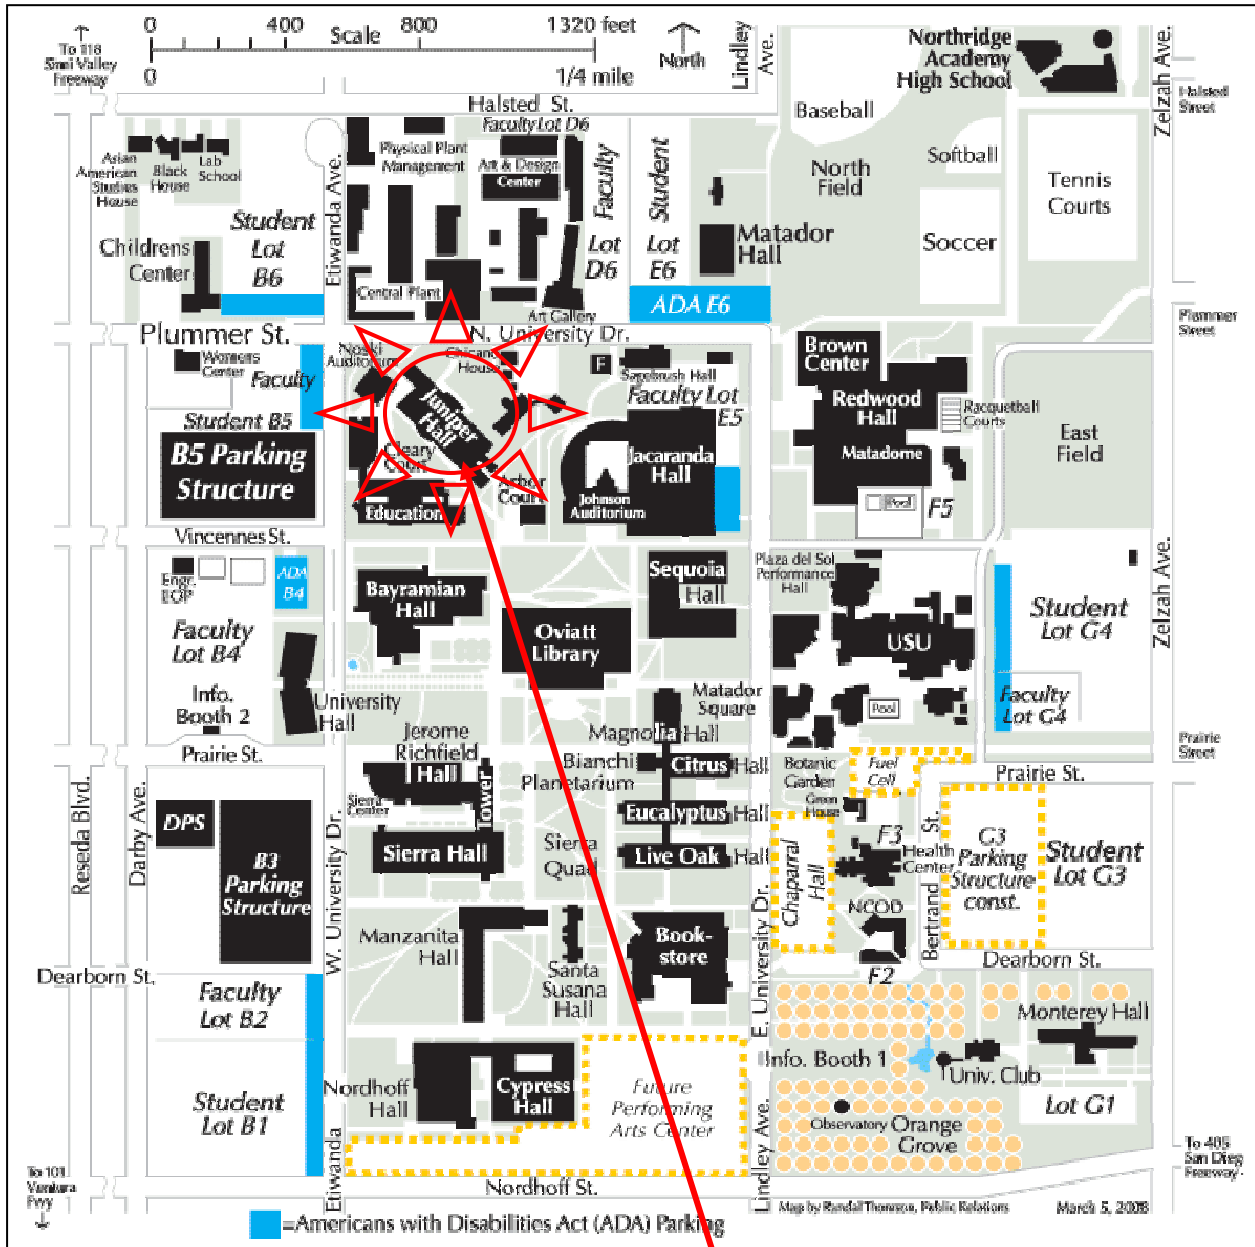 0 400 800 1320 feet
Scale
0 1/4 mile
North
To 118
Simi Valley
Freeway
Lindley
Ave.
Northridge
Academy
High School
Zelzah Ave.
Halsted St.
Halsted
Street
Baseball
Softball
North
Field
Tennis
Courts
Soccer
Asian
American
Studies
House
Black
House
Lab
School
Etiwanda Ave.
Physical Plant
Management
Faculty Lot D6
Art & Design
Center
Faculty
Lot
D6
Student
Lot
E6
Matador
Hall
Student
Lot
B6
Childrens
Center
Central Plant
Art Gallery
ADA E6
Plummer St.
N. University Dr.
Plummer
Street
Womens
Center
Faculty
Student B5
Noski
Auditorium
Chicano
House
Juniper
Hall
F
Sagebrush Hall
Faculty Lot
E5
Brown
Center
Redwood
Hall
Racquetball
Courts
Matadome
East
Field
B5 Parking
Structure
Cleary
Court
Education
Arbor
Court
Johnson
Auditorium
Jacaranda
Hall
Pool
F5
Vincennes St.
Engr.
EOP
ADA
B4
Bayramian
Hall
Sequoia
Hall
Plaza del Sol
Performance
Hall
Student
Lot G4
Zelzah Ave.
Faculty
Lot B4
Oviatt
Library
USU
Info.
Booth 2
University
Hall
Matador
Square
Pool
Faculty
Lot G4
Prairie St.
Jerome
Richfield
Hall
Magnolia Hall
Bianchi
Planetarium
Citrus Hall
Botanic
Garden
Fuel
Cell
Prairie
Street
Prairie St.
Reseda Blvd.
Darby Ave.
W. University Dr.
DPS
B3
Parking
Structure
Sierra
Center
Tower
Sierra Hall
Sierra
Quad
Eucalyptus Hall
Live Oak Hall
Green
House
Chaparral
Hall
F3
Health
Center
Bertrand St.
G3
Parking
Structure
const.
Student
Lot G3
NCOD
Manzanita
Hall
Santa
Susana
Hall
Book-
store
E. University Dr.
F2
Dearborn St.
Dearborn St.
Faculty
Lot B2
Monterey Hall
Info. Booth 1
Univ. Club
Student
Lot B1
Nordhoff
Hall
Cypress
Hall
Future
Performing
Arts Center
Lot G1
Observatory
Orange
Grove
Etiwanda
Lindley Ave.
To 101
Ventura
Fwy
Nordhoff St.
To 405
San Dieg
Freeway
=Americans with Disabilities Act (ADA) Parking
Map by Randall Thomson, Public Relations
March 5, 2008